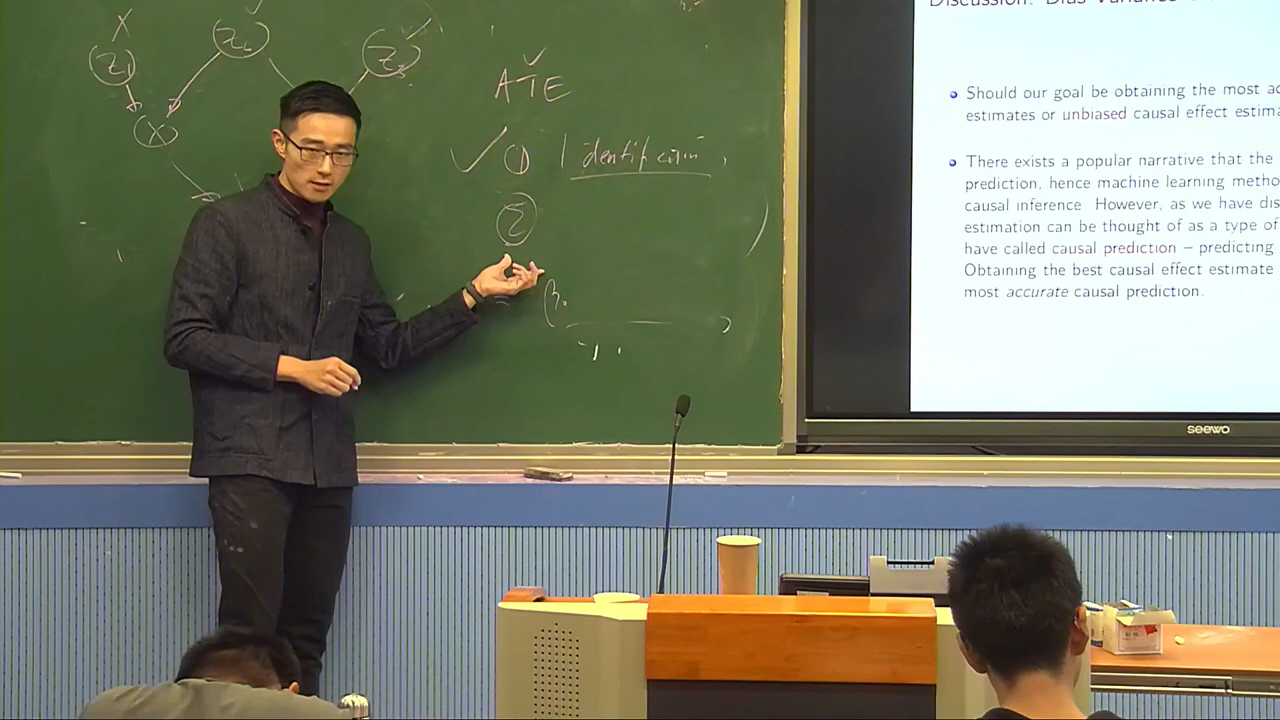 Z1
Z4
Z3
X
ATE
① Identification,
②
Discussion: Bias-Variance
Should our goal be obtaining the most ac
estimates or unbiased causal effect estima
There exists a popular narrative that the
prediction, hence machine learning metho
causal inference However, as we have dis
estimation can be thought of as a type of
have called causal prediction – predicting
Obtaining the best causal effect estimate
most accurate causal prediction.
seewo